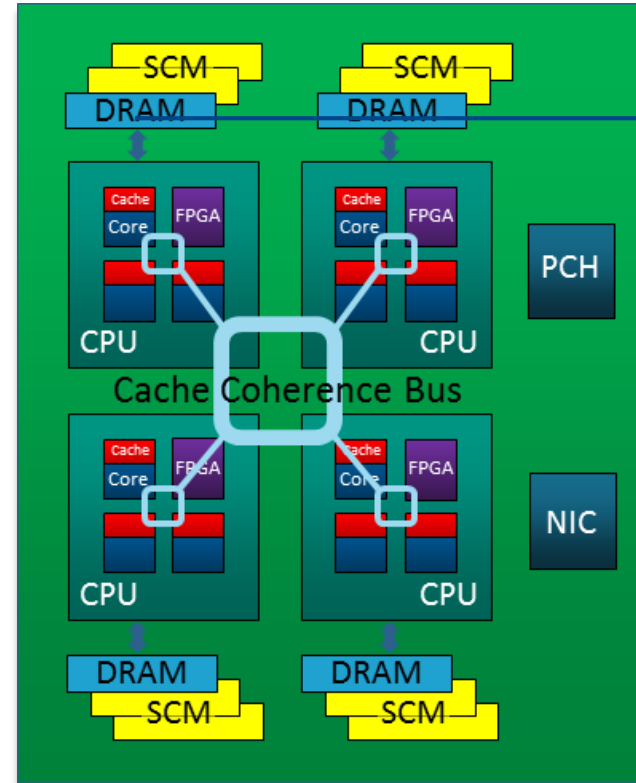 SCM
SCM
DRAM
DRAM
Cache
FPGA
Core
Cache
FPGA
Core
PCH
CPU
CPU
Cache Coherence Bus
Cache
FPGA
Core
Cache
FPGA
Core
NIC
CPU
CPU
DRAM
DRAM
SCM
SCM